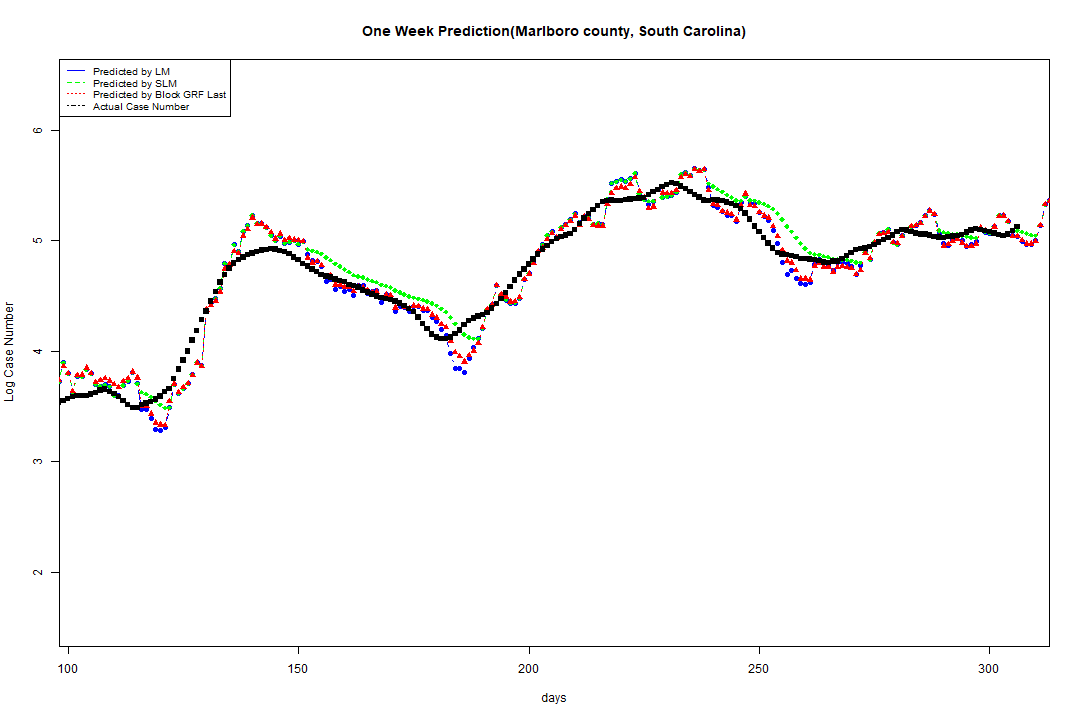 One Week Prediction(Marlboro county, South Carolina)
Predicted by LM
Predicted by SLM
Predicted by Block GRF Last
Actual Case Number
6
5
4
3
2
Log Case Number
100 150 200 250 300
days